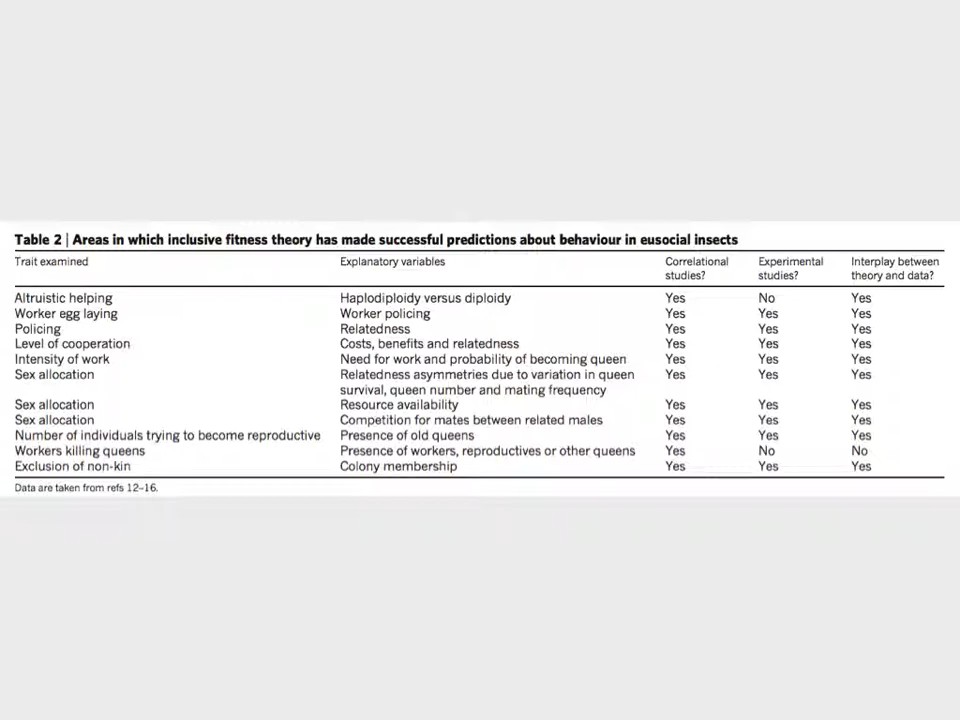 Table 2 | Areas in which inclusive fitness theory has made successful predictions about behaviour in eusocial insects
Trait examined Explanatory variables Correlational studies? Experimental studies? Interplay between theory and data?
Altruistic helping Haplodiploidy versus diploidy Yes No Yes
Worker egg laying Worker policing Yes Yes Yes
Policing Relatedness Yes Yes Yes
Level of cooperation Costs, benefits and relatedness Yes Yes Yes
Intensity of work Need for work and probability of becoming queen Yes Yes Yes
Sex allocation Relatedness asymmetries due to variation in queen Yes Yes Yes
survival, queen number and mating frequency
Sex allocation Resource availability Yes Yes Yes
Sex allocation Competition for mates between related males Yes Yes Yes
Number of individuals trying to become reproductive Presence of old queens Yes Yes Yes
Workers killing queens Presence of workers, reproductives or other queens Yes No No
Exclusion of non-kin Colony membership Yes Yes Yes
Data are taken from refs 12–16.